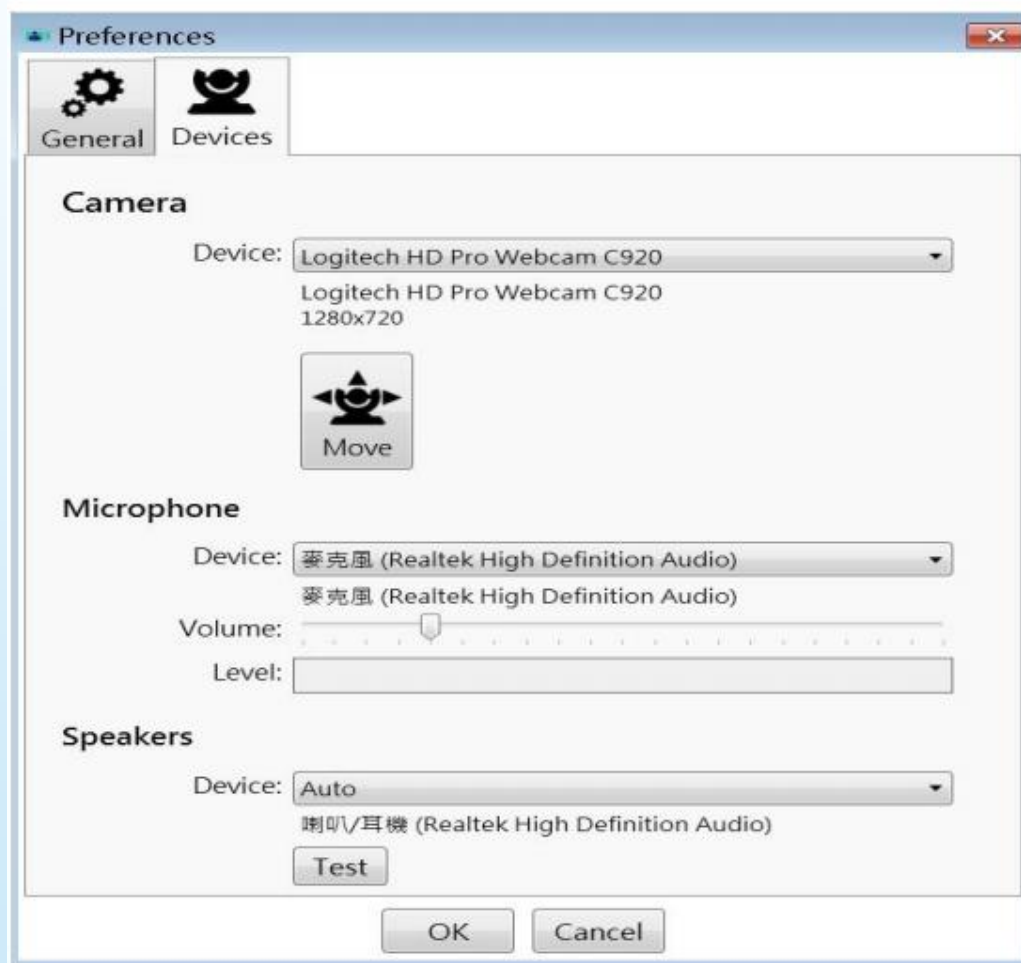 Preferences
General Devices
Camera
Device: Logitech HD Pro Webcam C920
Logitech HD Pro Webcam C920
1280x720
Move
Microphone
Device: 麥克風 (Realtek High Definition Audio)
麥克風 (Realtek High Definition Audio)
Volume:
Level:
Speakers
Device: Auto
喇叭/耳機 (Realtek High Definition Audio)
Test
OK Cancel